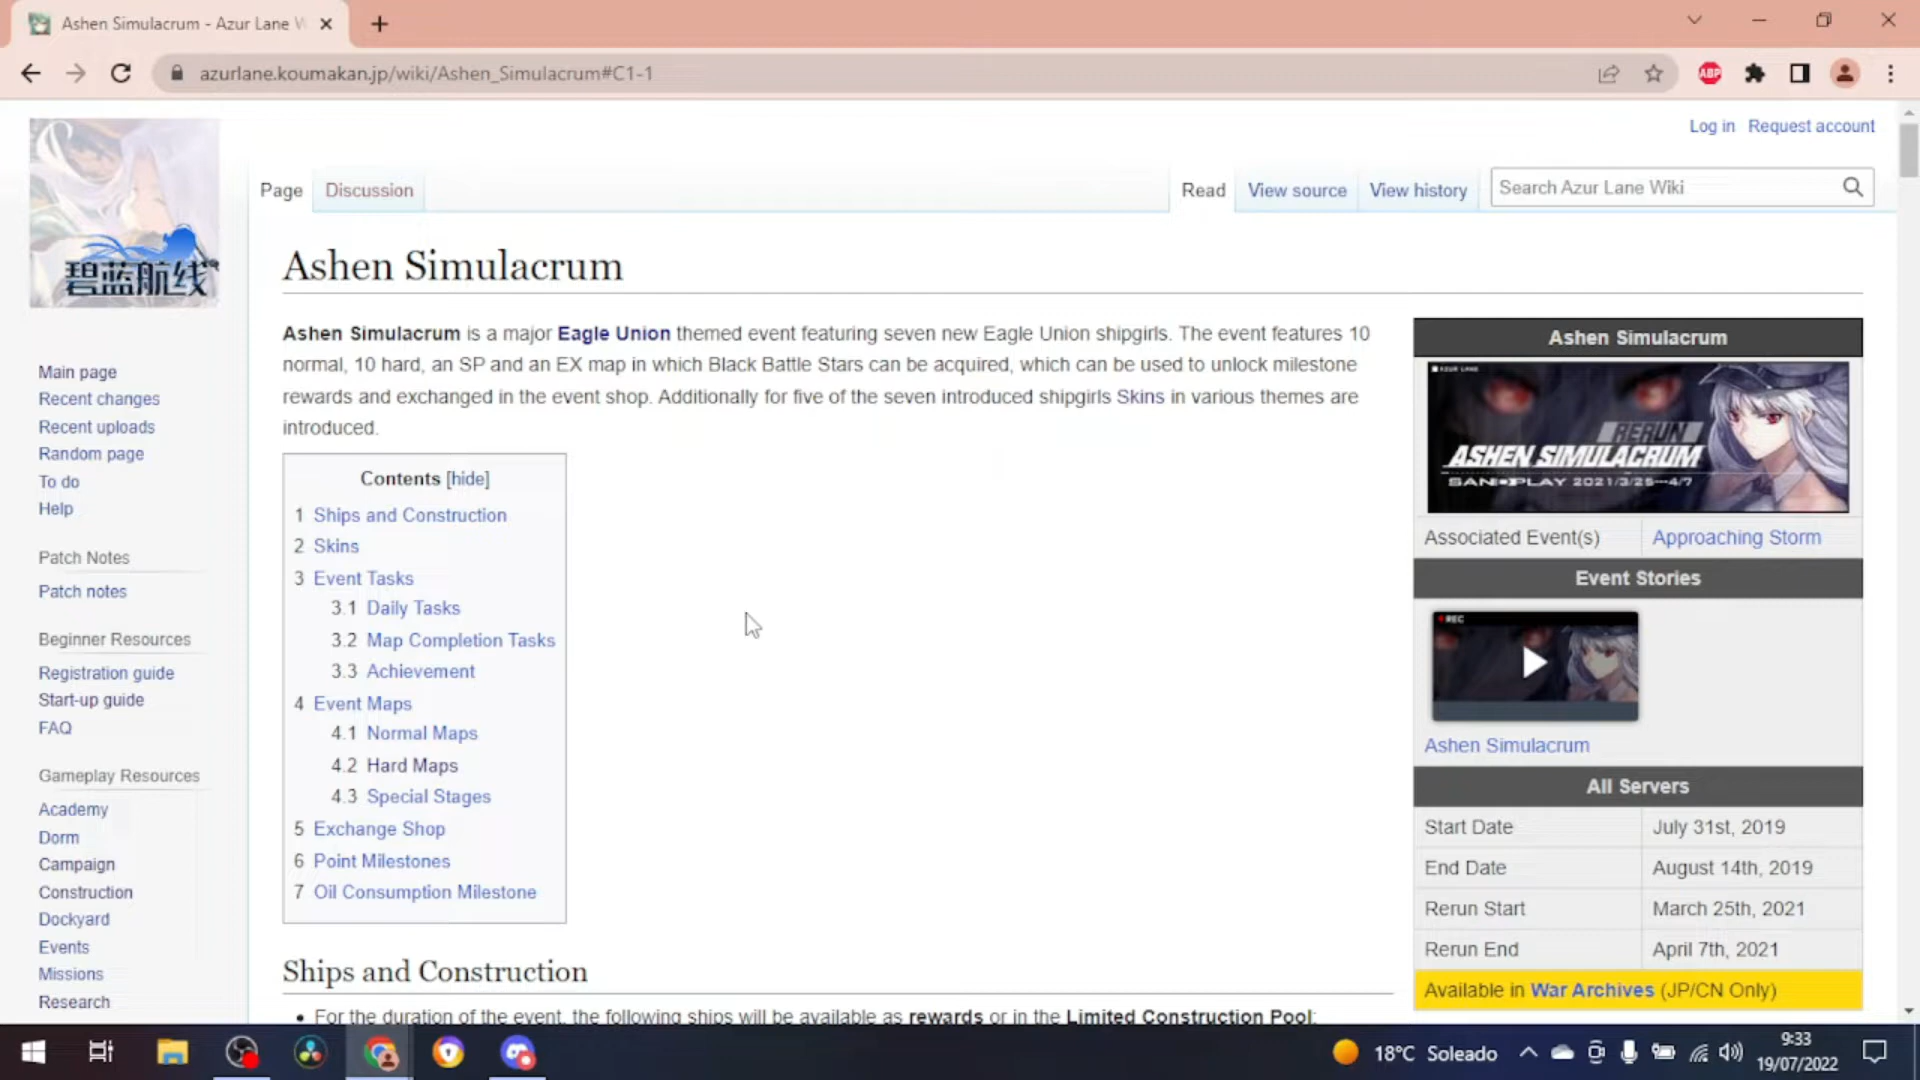 Ashen Simulacrum - Azur Lane W
azurlane.koumakan.jp/wiki/Ashen_Simulacrum#C1-1
ABP
Log in Request account
碧蓝航线
Page Discussion Read View source View history Search Azur Lane Wiki
Ashen Simulacrum
Ashen Simulacrum is a major Eagle Union themed event featuring seven new Eagle Union shipgirls. The event features 10
normal, 10 hard, an SP and an EX map in which Black Battle Stars can be acquired, which can be used to unlock milestone
rewards and exchanged in the event shop. Additionally for five of the seven introduced shipgirls Skins in various themes are
introduced.
Contents [hide]
1 Ships and Construction
2 Skins
3 Event Tasks
3.1 Daily Tasks
3.2 Map Completion Tasks
3.3 Achievement
4 Event Maps
4.1 Normal Maps
4.2 Hard Maps
4.3 Special Stages
5 Exchange Shop
6 Point Milestones
7 Oil Consumption Milestone
Ships and Construction
• For the duration of the event, the following ships will be available as rewards or in the Limited Construction Pool:
Main page
Recent changes
Recent uploads
Random page
To do
Help
Patch Notes
Patch notes
Beginner Resources
Registration guide
Start-up guide
FAQ
Gameplay Resources
Academy
Dorm
Campaign
Construction
Dockyard
Events
Missions
Research
Ashen Simulacrum
AZUR LANE
RERUN
ASHEN SIMULACRUM
PLAY 2021/3/25—4/7
Associated Event(s) Approaching Storm
Event Stories
REC
Ashen Simulacrum
All Servers
Start Date July 31st, 2019
End Date August 14th, 2019
Rerun Start March 25th, 2021
Rerun End April 7th, 2021
Available in War Archives (JP/CN Only)
18°C Soleado
9:33
19/07/2022